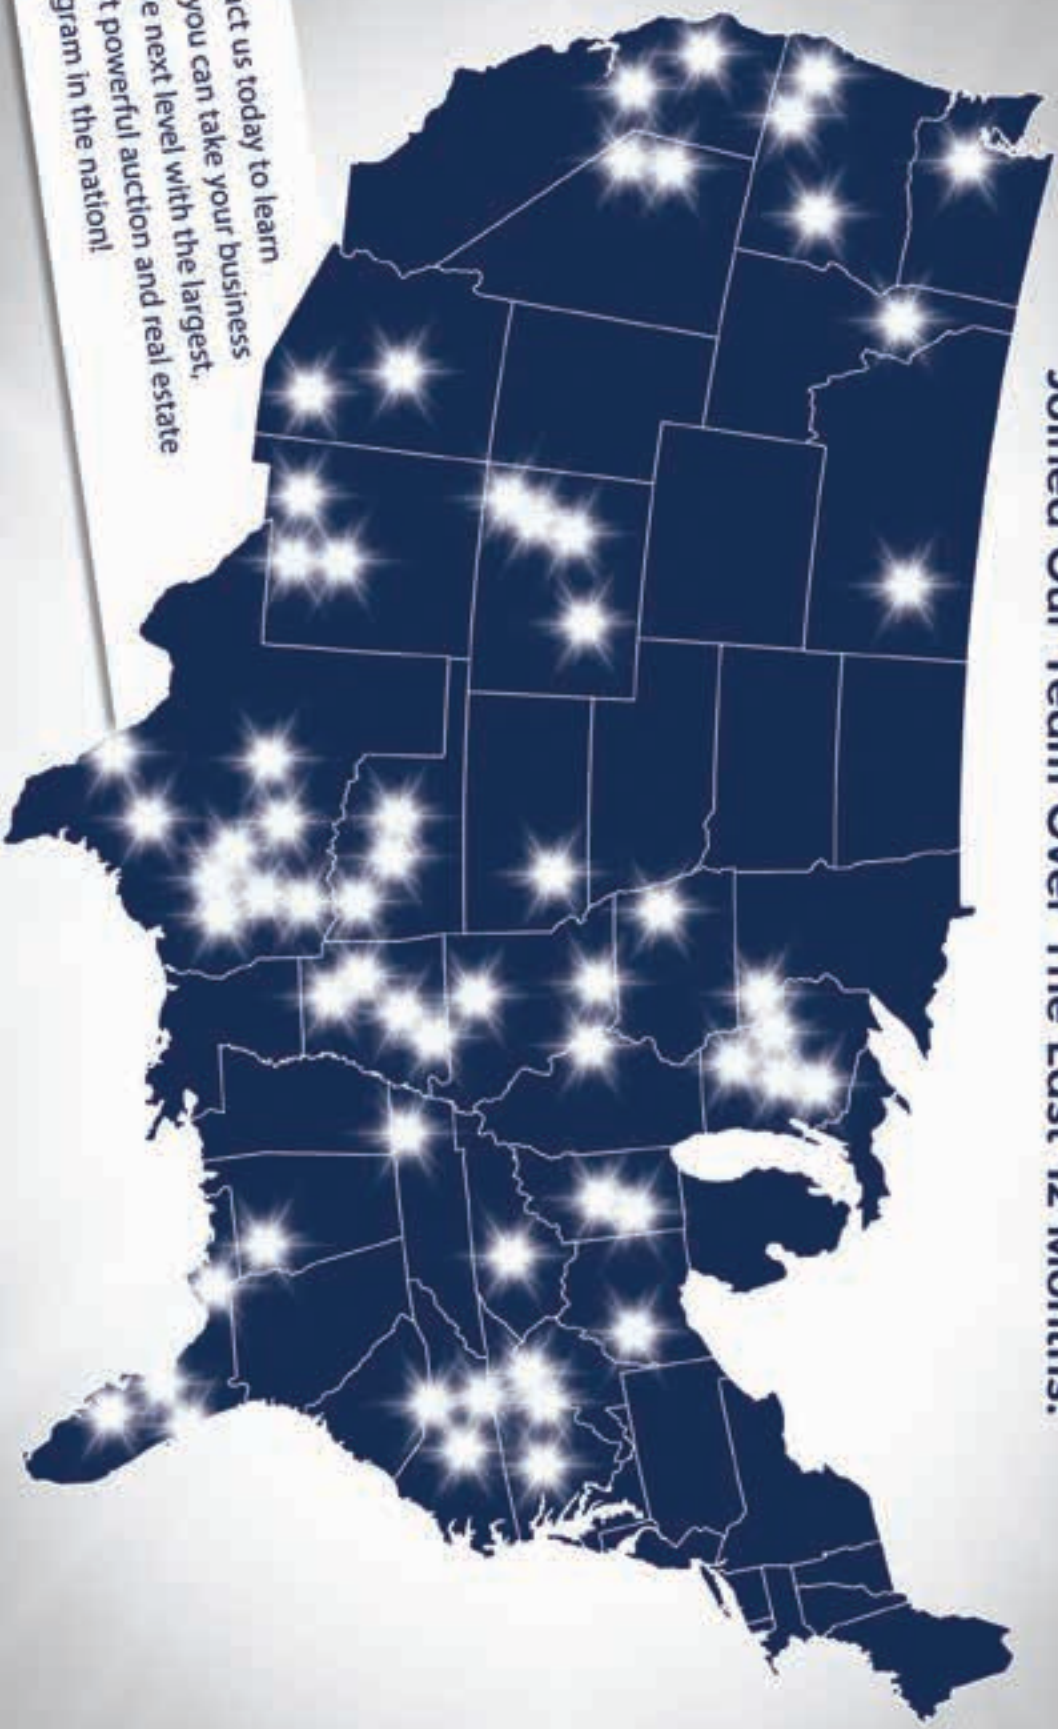 Joined Our Team Over The Last 12 Months.
act us today to learn
you can take your business
e next level with the largest,
t powerful auction and real estate
gram in the nation!